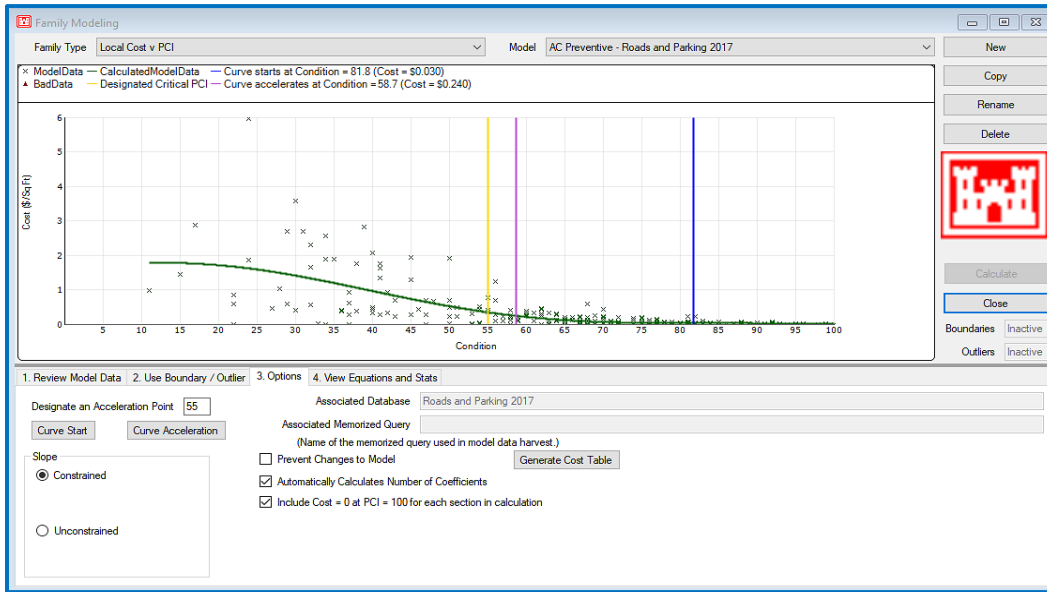 Family Modeling
Family Type Local Cost v PCI Model AC Preventive - Roads and Parking 2017 New
Copy
Rename
Delete
ModelData CalculatedModelData Curve starts at Condition = 81.8 (Cost = $0.030)
BadData Designated Critical PCI Curve accelerates at Condition = 58.7 (Cost = $0.240)
6
5
4
3
2
1
0
Cost ($/Sq Ft)
5 10 15 20 25 30 35 40 45 50 55 60 65 70 75 80 85 90 95 100
Condition
Calculate
Close
Boundaries Inactive
Outliers Inactive
1. Review Model Data 2. Use Boundary / Outlier 3. Options 4. View Equations and Stats
Designate an Acceleration Point 55
Curve Start Curve Acceleration
Slope
Constrained
Unconstrained
Associated Database Roads and Parking 2017
Associated Memorized Query
(Name of the memorized query used in model data harvest.)
Prevent Changes to Model Generate Cost Table
Automatically Calculates Number of Coefficients
Include Cost = 0 at PCI = 100 for each section in calculation